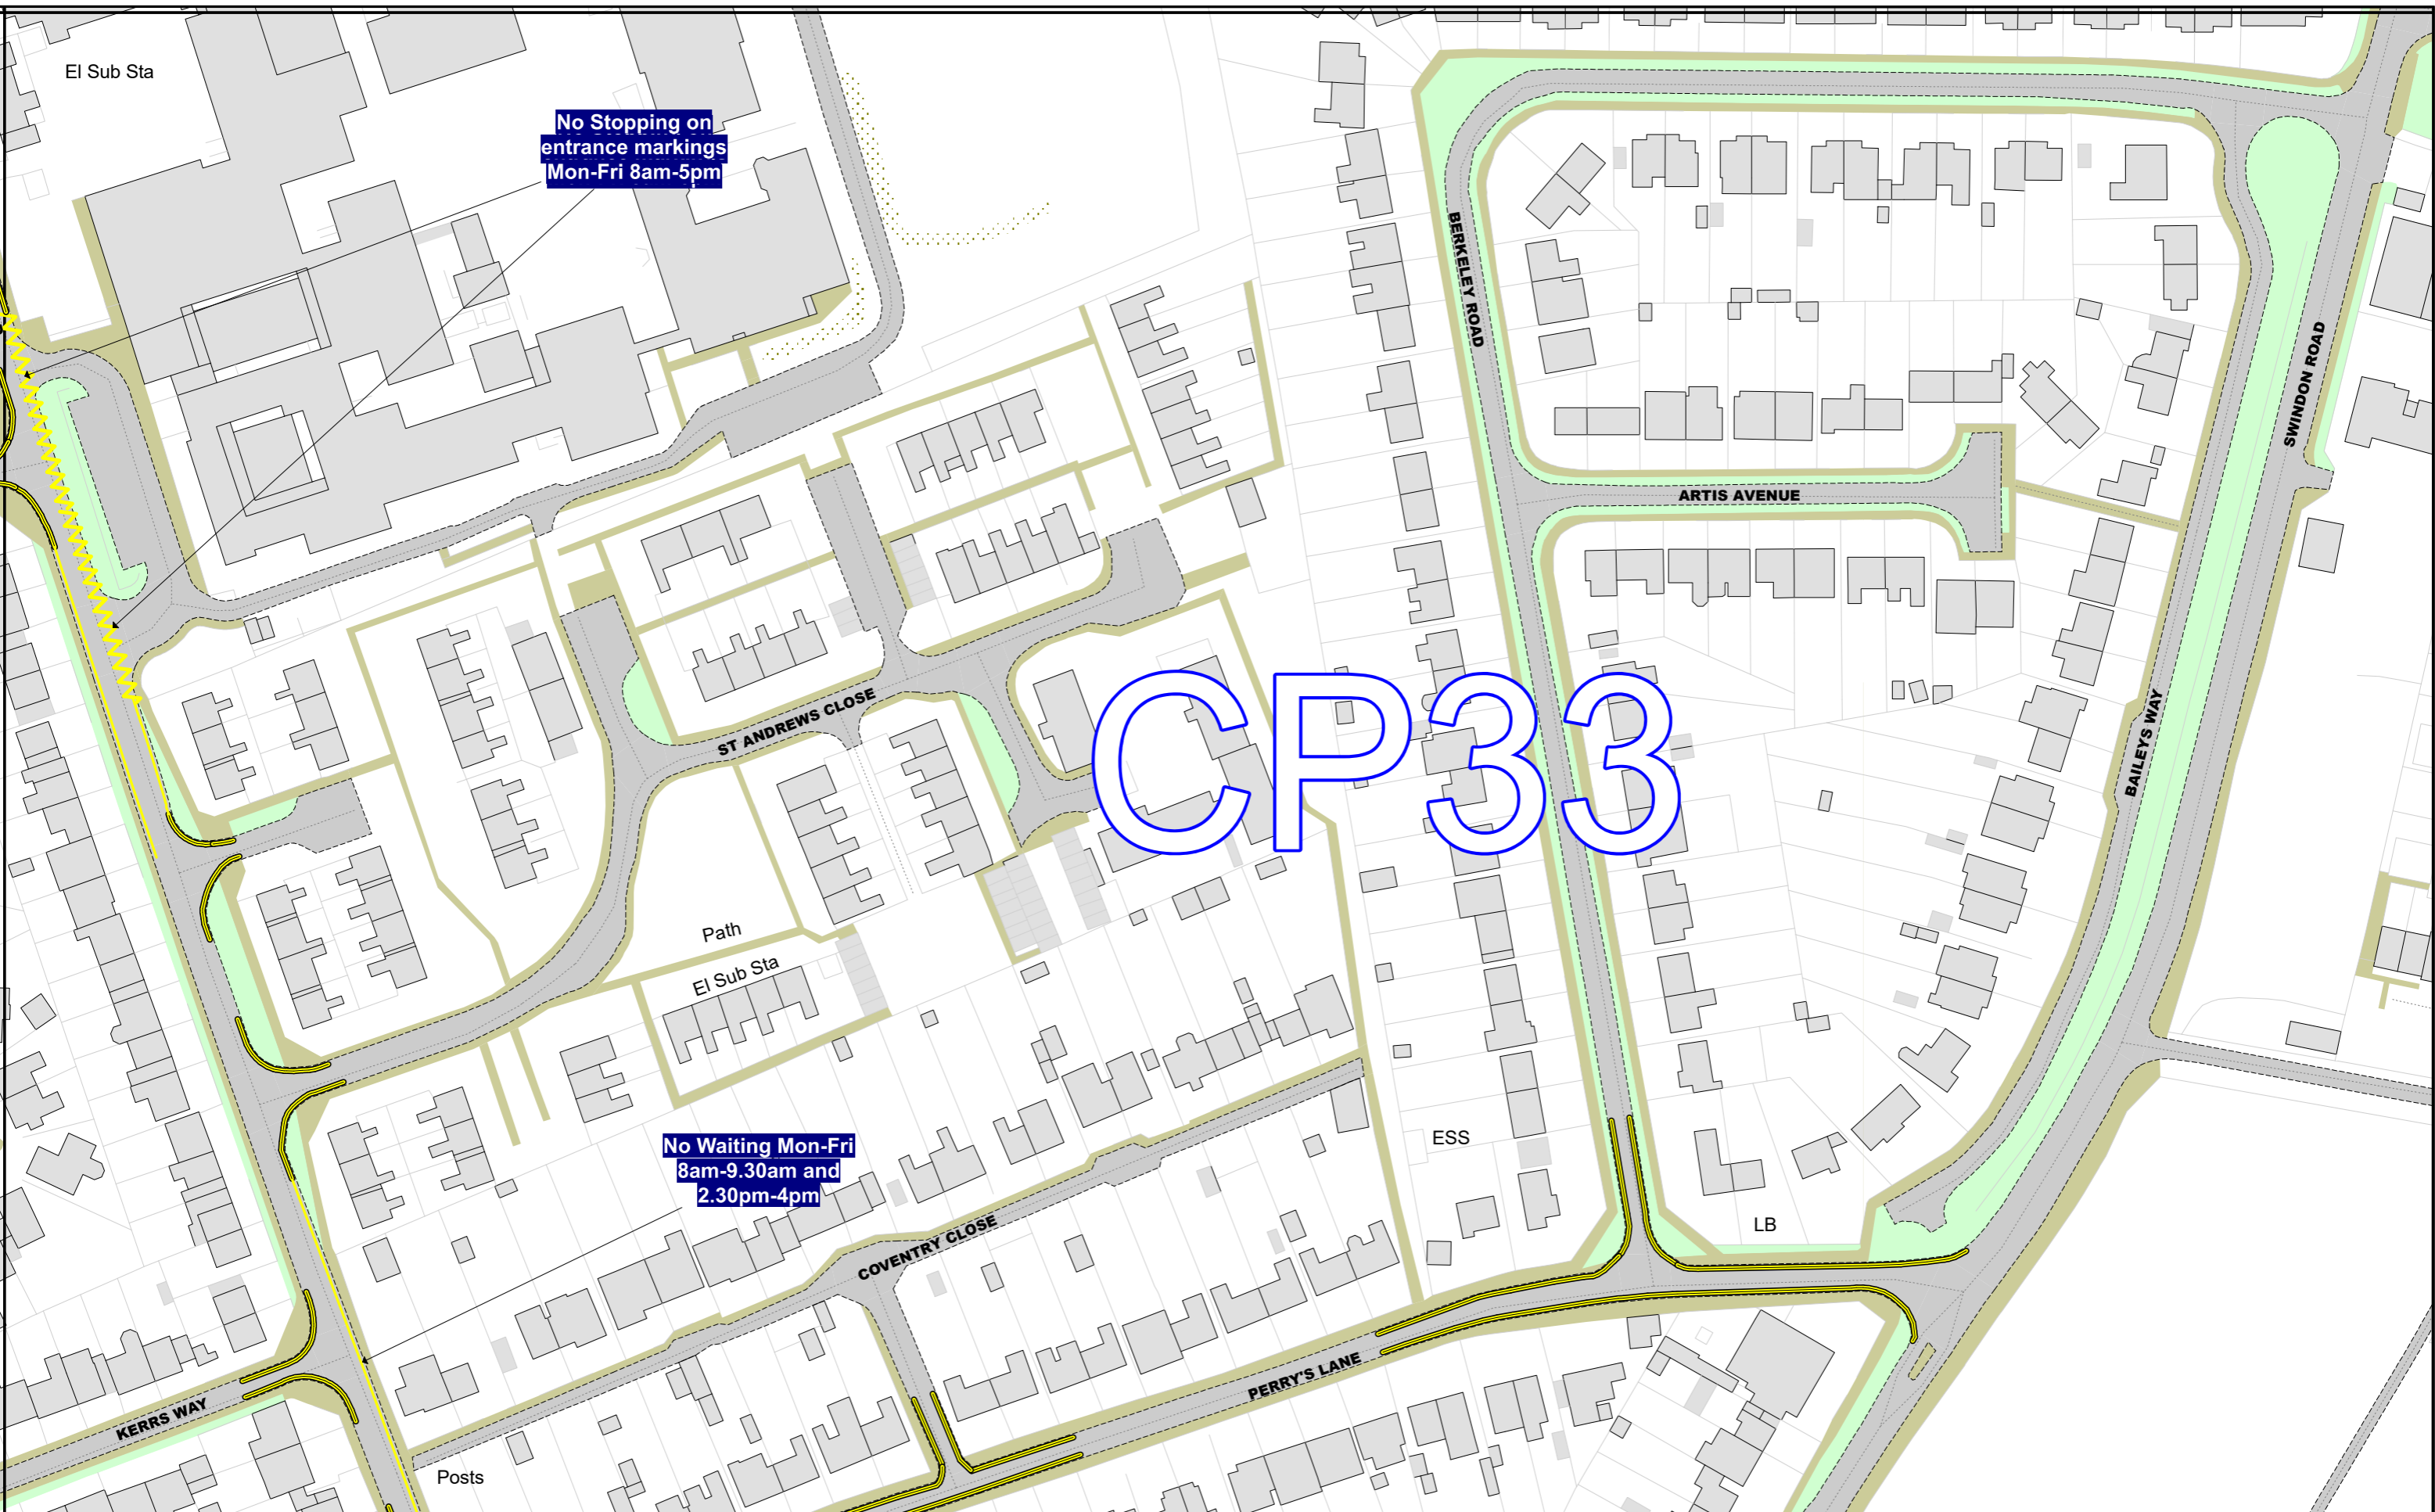 El Sub Sta
No Stopping on
entrance markings
Mon-Fri 8am-5pm
BERKELEY ROAD
SWINDON ROAD
ARTIS AVENUE
ST ANDREWS CLOSE
CP33
BAILEYS WAY
Path
El Sub Sta
No Waiting Mon-Fri
8am-9.30am and
2.30pm-4pm
ESS
LB
COVENTRY CLOSE
PERRY'S LANE
KERRS WAY
Posts